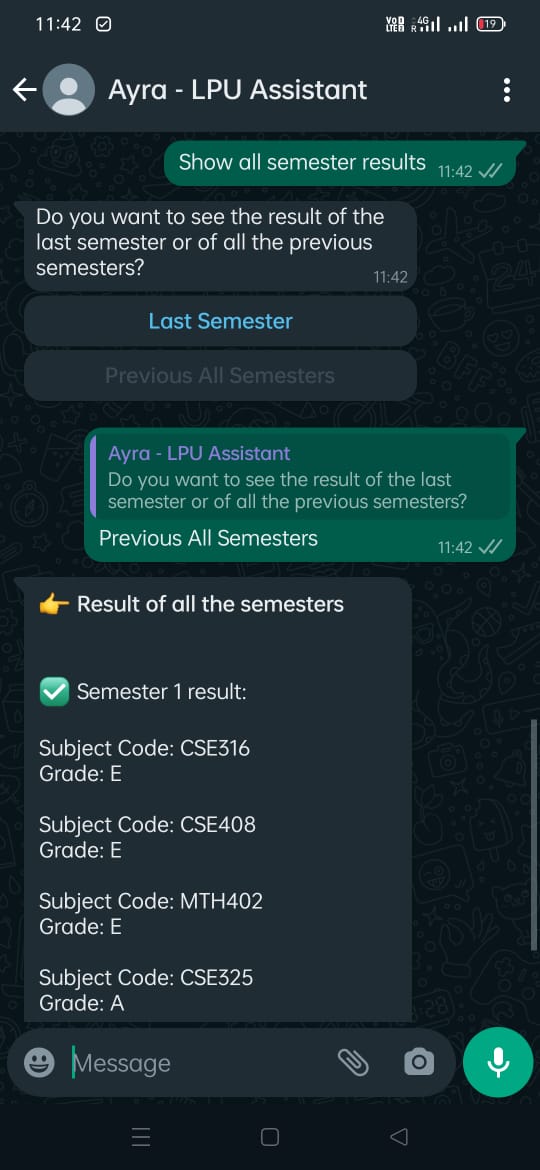 11:42
Vo LTE 4G R 19
Ayra - LPU Assistant
Show all semester results
11:42
Do you want to see the result of the
last semester or of all the previous
semesters?
11:42
Last Semester
Previous All Semesters
Ayra - LPU Assistant
Do you want to see the result of the last
semester or of all the previous semesters?
Previous All Semesters
11:42
👉 Result of all the semesters
✅ Semester 1 result:
Subject Code: CSE316
Grade: E
Subject Code: CSE408
Grade: E
Subject Code: MTH402
Grade: E
Subject Code: CSE325
Grade: A
Message